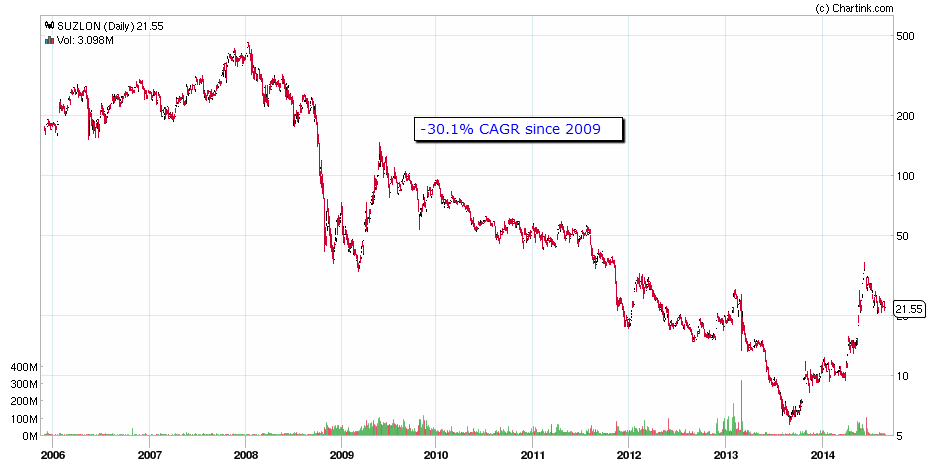 (c) Chartink.com
SUZLON (Daily) 21.55
Vol: 3.098M
500
200
-30.1% CAGR since 2009
100
50
21.55
20
400M
10
300M
200M
100M
0M
5
2006 2007 2008 2009 2010 2011 2012 2013 2014